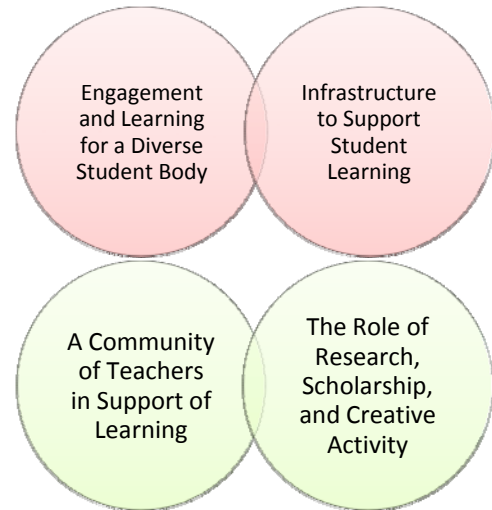 Engagement
and Learning
for a Diverse
Student Body
Infrastructure
to Support
Student
Learning
A Community
of Teachers
in Support of
Learning
The Role of
Research,
Scholarship,
and Creative
Activity